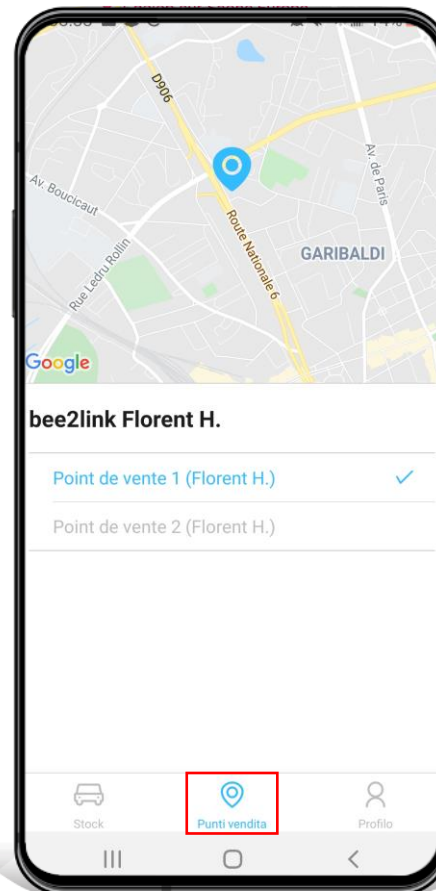 D906
Av. Boucicaut
Av. de Paris
Route Nationale 6
GARIBALDI
Rue Ledru Rollin
Google
bee2link Florent H.
Point de vente 1 (Florent H.)
Point de vente 2 (Florent H.)
Stock
Punti vendita
Profilo